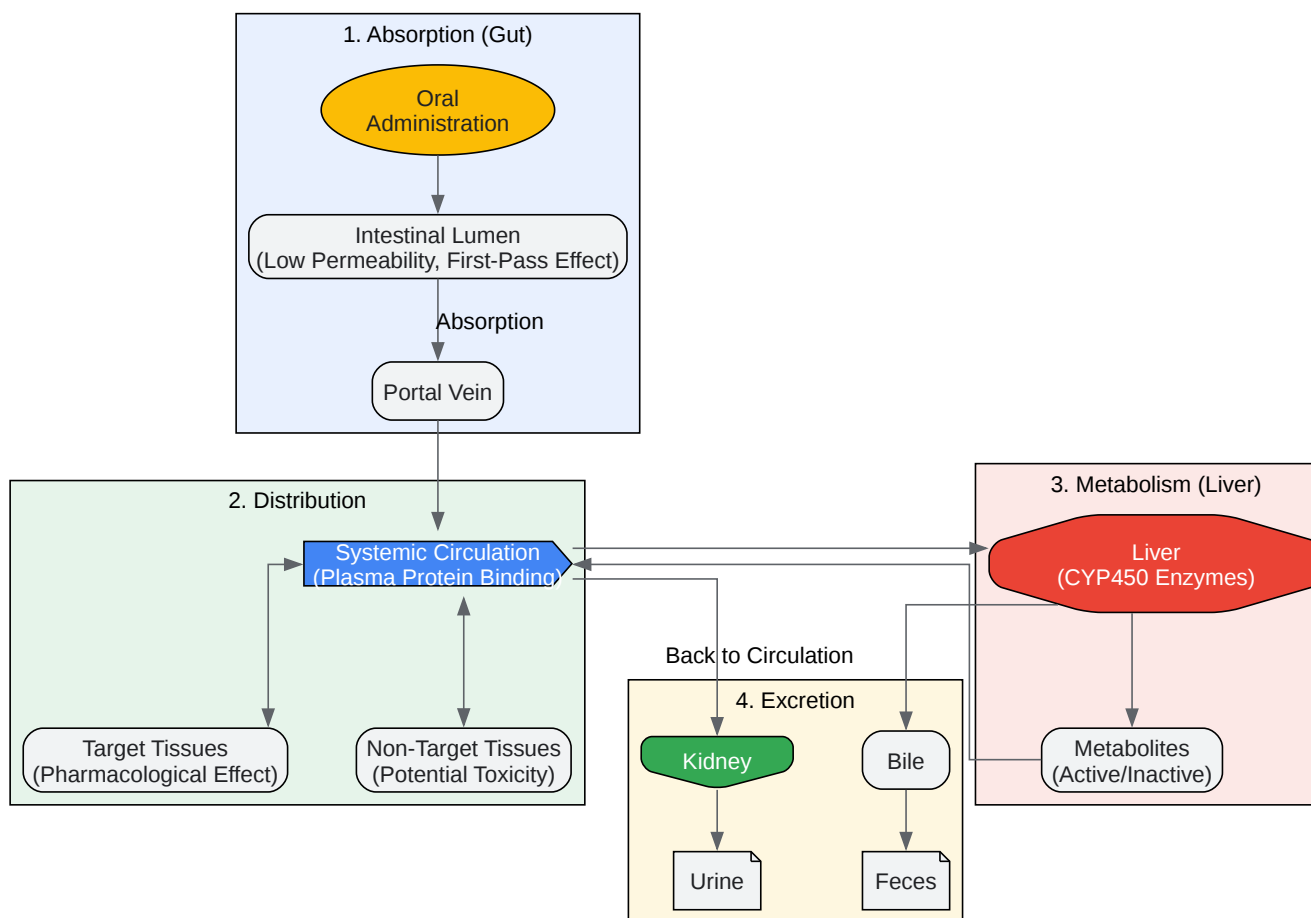 1. Absorption (Gut)
Oral
Administration
Intestinal Lumen
(Low Permeability, First-Pass Effect)
Absorption
Portal Vein
2. Distribution
Systemic Circulation
(Plasma Protein Binding)
Target Tissues
(Pharmacological Effect)
Non-Target Tissues
(Potential Toxicity)
3. Metabolism (Liver)
Liver
(CYP450 Enzymes)
Metabolites
(Active/Inactive)
Back to Circulation
4. Excretion
Kidney
Bile
Urine
Feces